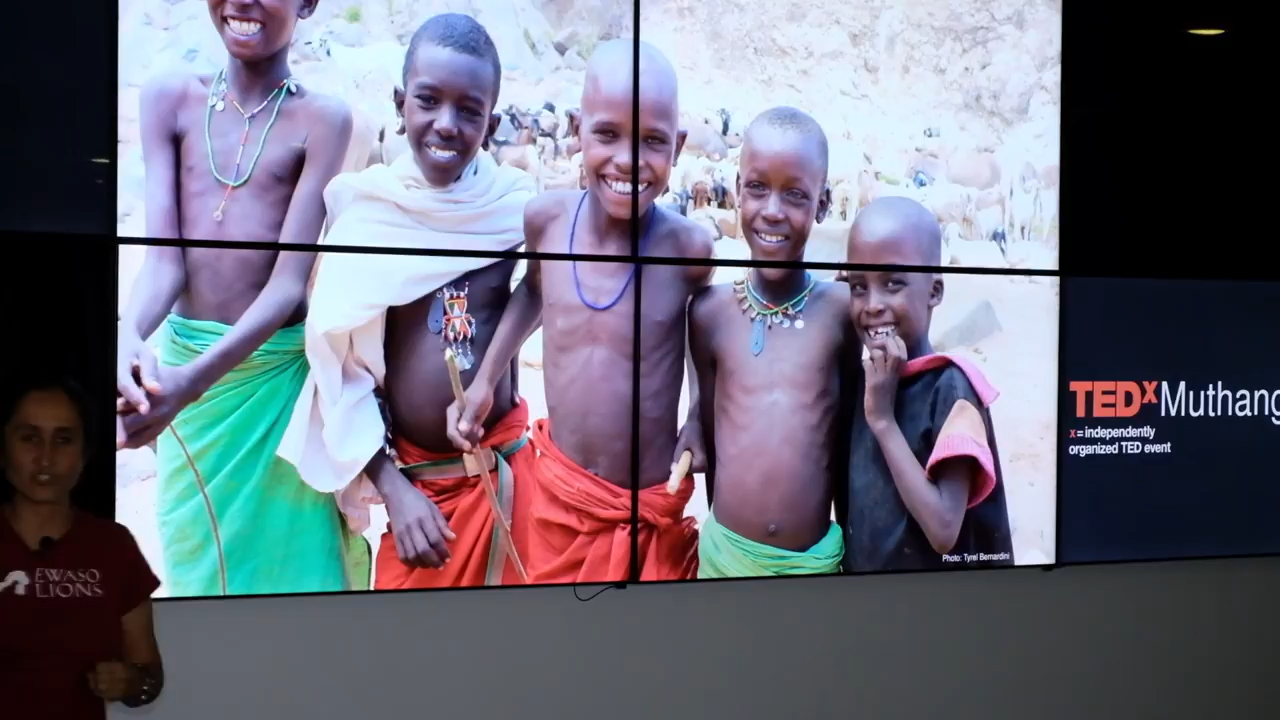 EWASO
LIONS
TEDxMuthang
x = independently
organized TED event
Photo: Tyrel Bernardini